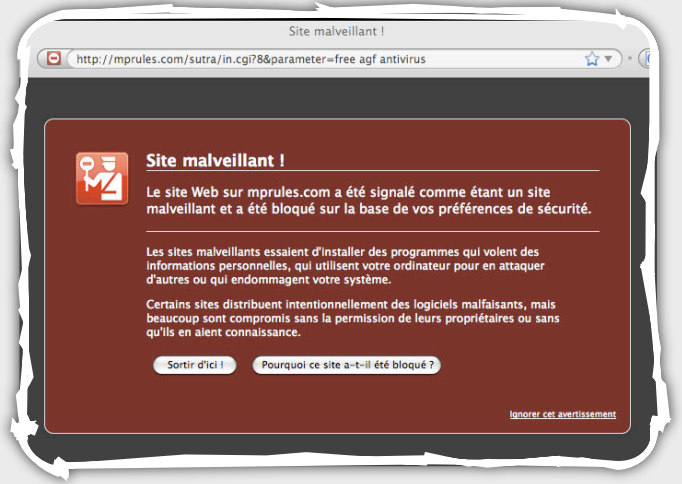 Site malveillant !
http://mprules.com/sutra/in.cgi?8&parameter=free agf antivirus
Site malveillant !
Le site Web sur mprules.com a été signalé comme étant un site
malveillant et a été bloqué sur la base de vos préférences de sécurité.
Les sites malveillants essaient d'installer des programmes qui volent des
informations personnelles, qui utilisent votre ordinateur pour en attaquer
d'autres ou qui endommagent votre système.
Certains sites distribuent intentionnellement des logiciels malfaisants, mais
beaucoup sont compromis sans la permission de leurs propriétaires ou sans
qu'ils en aient connaissance.
Sortir d'ici !
Pourquoi ce site a-t-il été bloqué ?
Ignorer cet avertissement